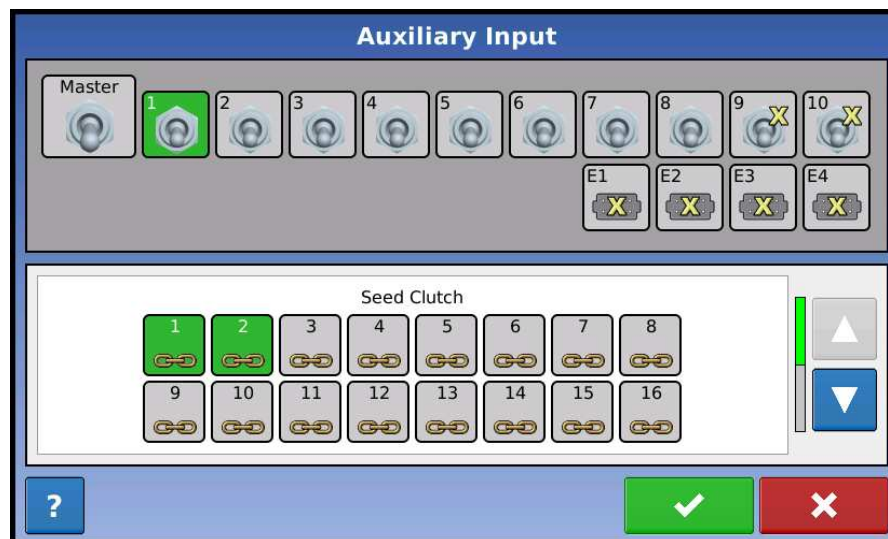 Auxiliary Input
Master 1 2 3 4 5 6 7 8 9 X 10 X
E1 X E2 X E3 X E4 X
Seed Clutch
1 2 3 4 5 6 7 8
9 10 11 12 13 14 15 16
?